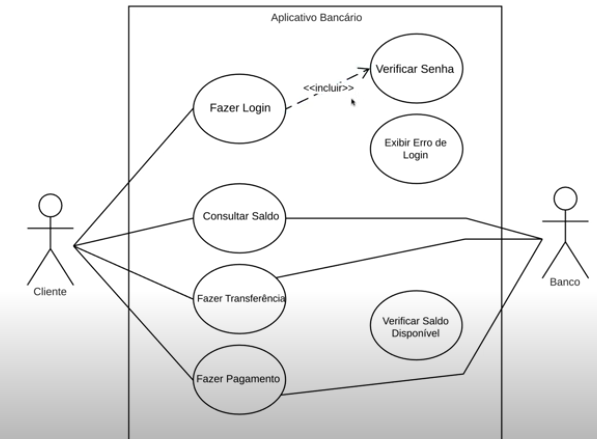 Aplicativo Bancário
Verificar Senha
<<incluir>>
Fazer Login
Exibir Erro de
Login
Consultar Saldo
Cliente
Banco
Fazer Transferência
Verificar Saldo
Disponível
Fazer Pagamento